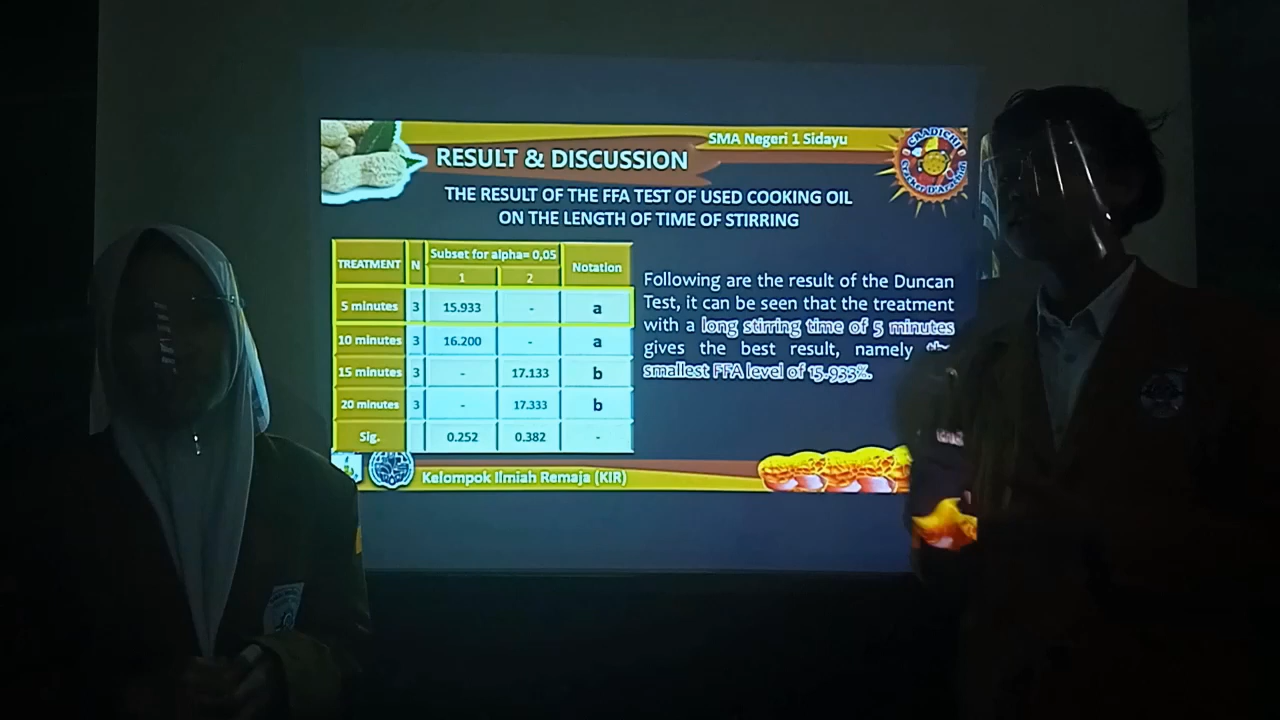 SMA Negeri 1 Sidayu
RESULT & DISCUSSION
CRADICHI
Cracker D'Arachidi
THE RESULT OF THE FFA TEST OF USED COOKING OIL
ON THE LENGTH OF TIME OF STIRRING
TREATMENT N Subset for alpha= 0,05 Notation
1 2
5 minutes 3 15.933 - a
10 minutes 3 16.200 - a
15 minutes 3 - 17.133 b
20 minutes 3 - 17.333 b
Sig. 0.252 0.382 -
Following are the result of the Duncan
Test, it can be seen that the treatment
with a long stirring time of 5 minutes
gives the best result, namely the
smallest FFA level of 15.933%.
Kelompok Ilmiah Remaja (KIR)